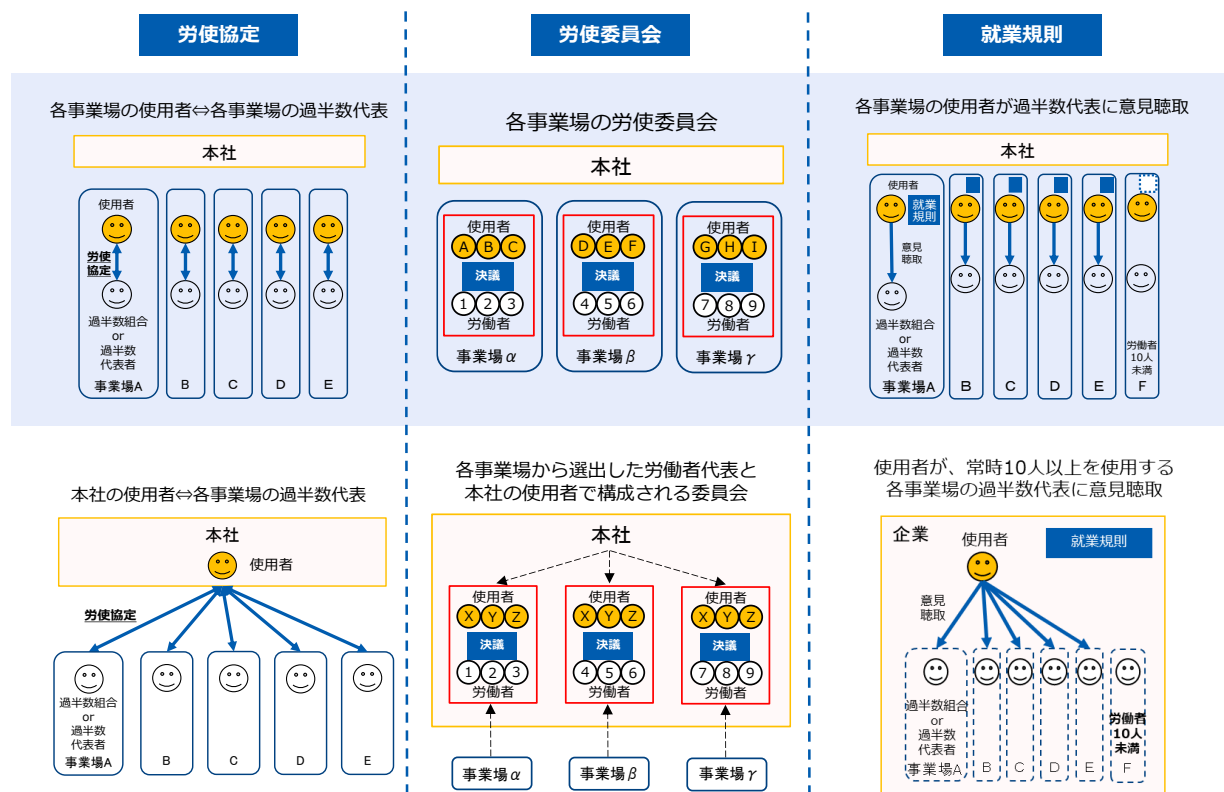 労使協定
労使委員会
就業規則
各事業場の使用者⇔各事業場の過半数代表
本社
使用者
労使
協定
過半数組合
or
過半数
代表者
事業場A
B
C
D
E
各事業場の労使委員会
本社
使用者
A B C
決議
1 2 3
労働者
事業場α
使用者
D E F
決議
4 5 6
労働者
事業場β
使用者
G H I
決議
7 8 9
労働者
事業場γ
各事業場の使用者が過半数代表に意見聴取
本社
使用者
就業
規則
意見
聴取
過半数組合
or
過半数
代表者
事業場A
B
C
D
E
労働者
10人
未満
F
本社の使用者⇔各事業場の過半数代表
本社
使用者
労使協定
過半数組合
or
過半数
代表者
事業場A
B
C
D
E
各事業場から選出した労働者代表と
本社の使用者で構成される委員会
本社
使用者
X Y Z
決議
1 2 3
労働者
事業場α
使用者
X Y Z
決議
4 5 6
労働者
事業場β
使用者
X Y Z
決議
7 8 9
労働者
事業場γ
使用者が、常時10人以上を使用する
各事業場の過半数代表に意見聴取
企業
使用者
就業規則
意見
聴取
過半数組合
or
過半数
代表者
事業場A
B
C
D
E
労働者
10人
未満
F